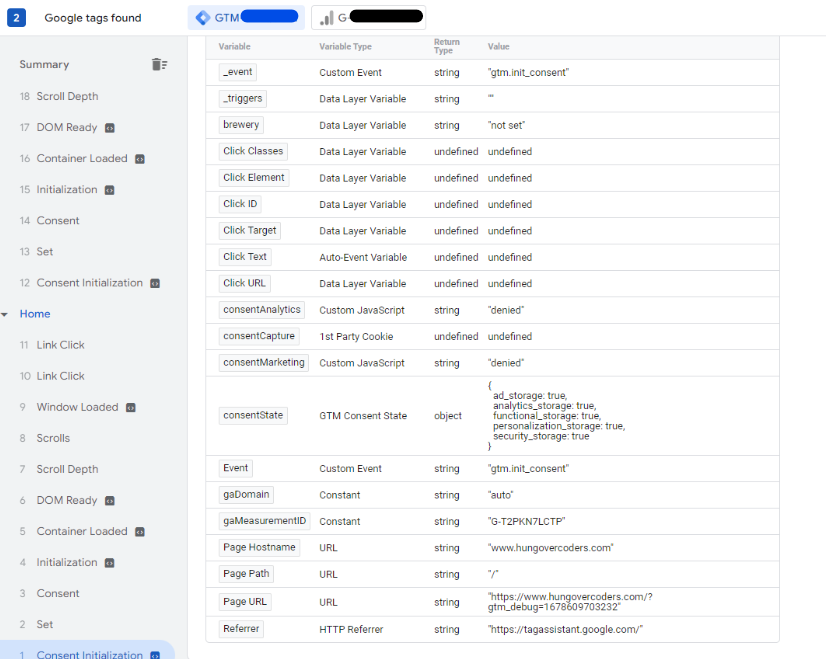 2 Google tags found GTM G-
Summary
18 Scroll Depth
17 DOM Ready
16 Container Loaded
15 Initialization
14 Consent
13 Set
12 Consent Initialization
Home
11 Link Click
10 Link Click
9 Window Loaded
8 Scrolls
7 Scroll Depth
6 DOM Ready
5 Container Loaded
4 Initialization
3 Consent
2 Set
1 Consent Initialization
Variable Variable Type Return Type Value
_event Custom Event string "gtm.init_consent"
_triggers Data Layer Variable string ""
brewery Data Layer Variable string "not set"
Click Classes Data Layer Variable undefined undefined
Click Element Data Layer Variable undefined undefined
Click ID Data Layer Variable undefined undefined
Click Target Data Layer Variable undefined undefined
Click Text Auto-Event Variable undefined undefined
Click URL Data Layer Variable undefined undefined
consentAnalytics Custom JavaScript string "denied"
consentCapture 1st Party Cookie undefined undefined
consentMarketing Custom JavaScript string "denied"
consentState GTM Consent State object
{
ad_storage: true,
analytics_storage: true,
functional_storage: true,
personalization_storage: true,
security_storage: true
}
Event Custom Event string "gtm.init_consent"
gaDomain Constant string "auto"
gaMeasurementID Constant string "G-T2PKN7LCTP"
Page Hostname URL string "www.hungovercoders.com"
Page Path URL string "/"
Page URL URL string "https://www.hungovercoders.com/?
gtm_debug=1678609703232"
Referrer HTTP Referrer string "https://tagassistant.google.com/"